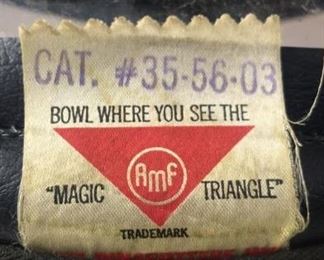 CAT. #35-56-03
BOWL WHERE YOU SEE THE
AMF
"MAGIC TRIANGLE"
TRADEMARK